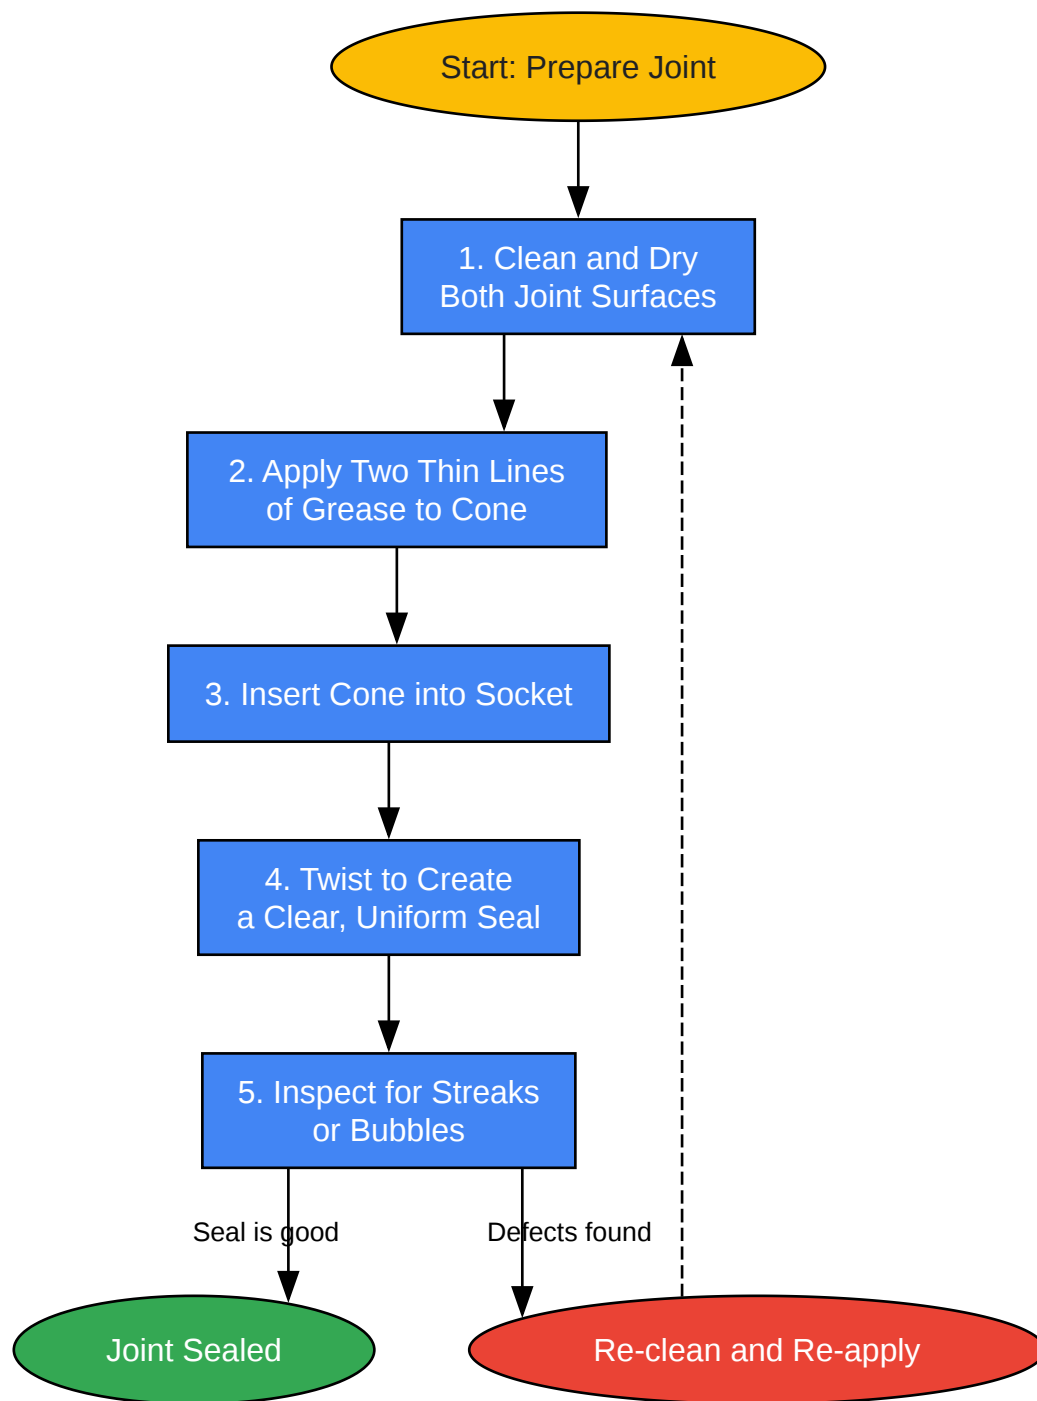 Start: Prepare Joint
1. Clean and Dry
Both Joint Surfaces
2. Apply Two Thin Lines
of Grease to Cone
3. Insert Cone into Socket
4. Twist to Create
a Clear, Uniform Seal
5. Inspect for Streaks
or Bubbles
Seal is good
Defects found
Joint Sealed
Re-clean and Re-apply